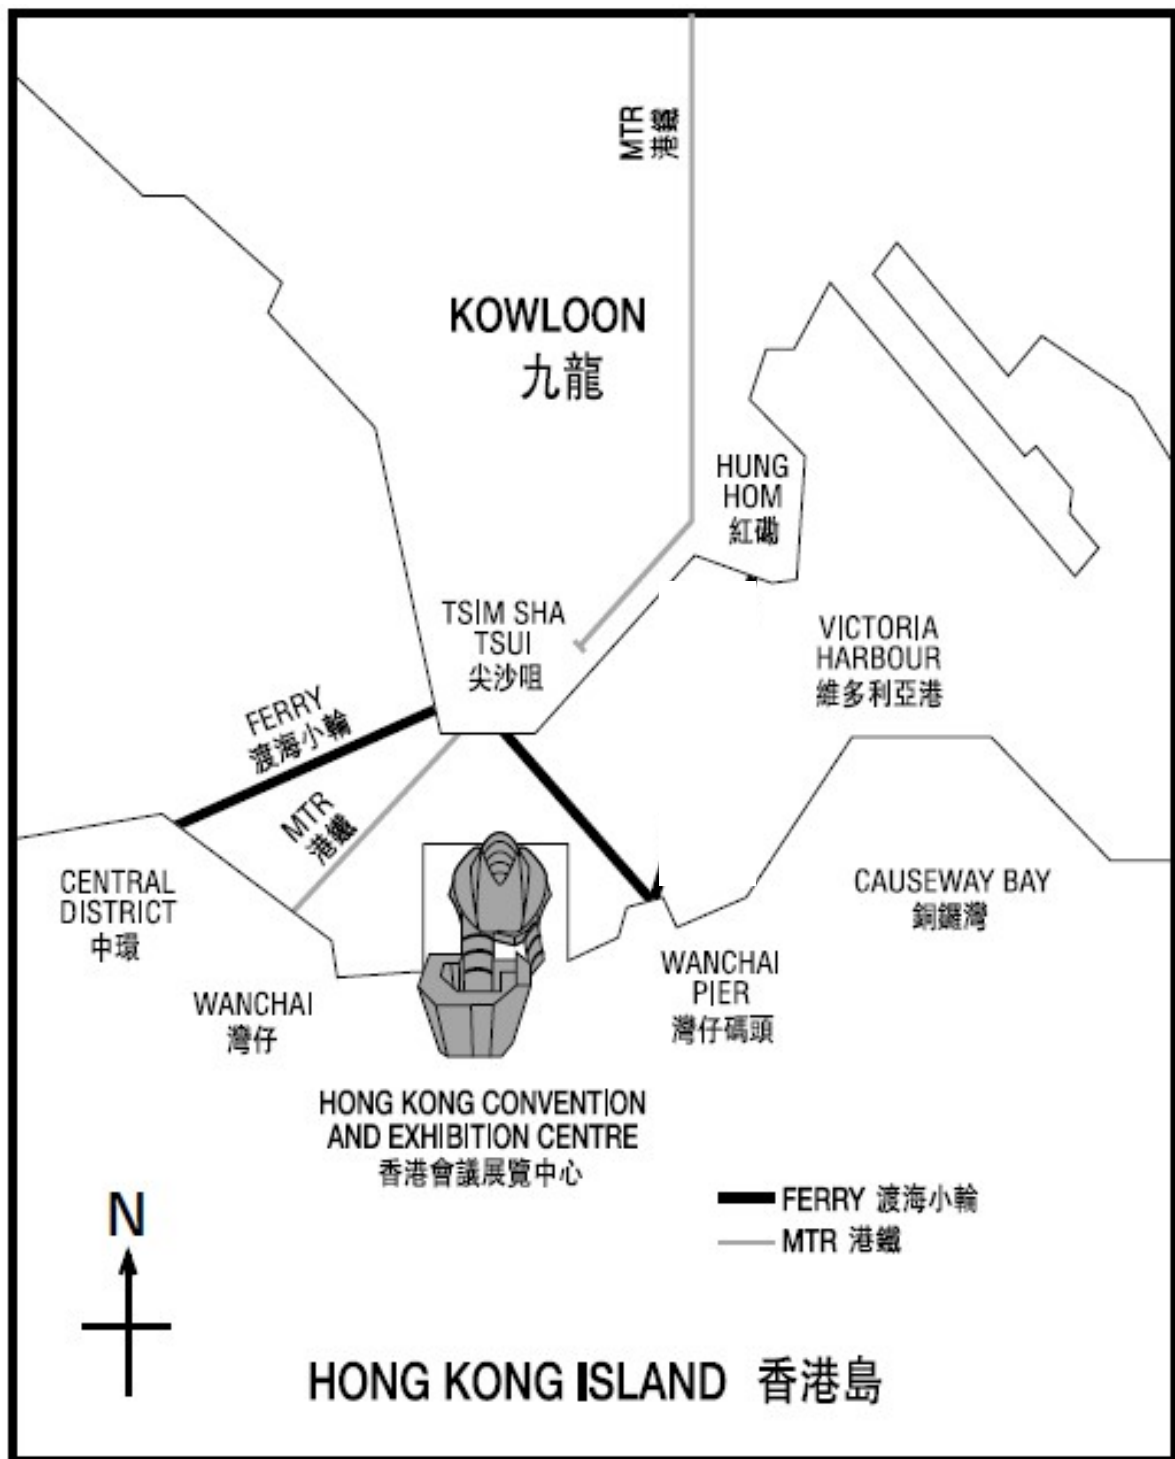 MTR
港鐵
KOWLOON
九龍
HUNG
HOM
紅磡
TSIM SHA
TSUI
尖沙咀
VICTORIA
HARBOUR
維多利亞港
FERRY
渡海小輪
MTR
港鐵
CENTRAL
DISTRICT
中環
CAUSEWAY BAY
銅鑼灣
WANCHAI
PIER
灣仔碼頭
WANCHAI
灣仔
HONG KONG CONVENTION
AND EXHIBITION CENTRE
香港會議展覽中心
FERRY 渡海小輪
MTR 港鐵
N
HONG KONG ISLAND 香港島